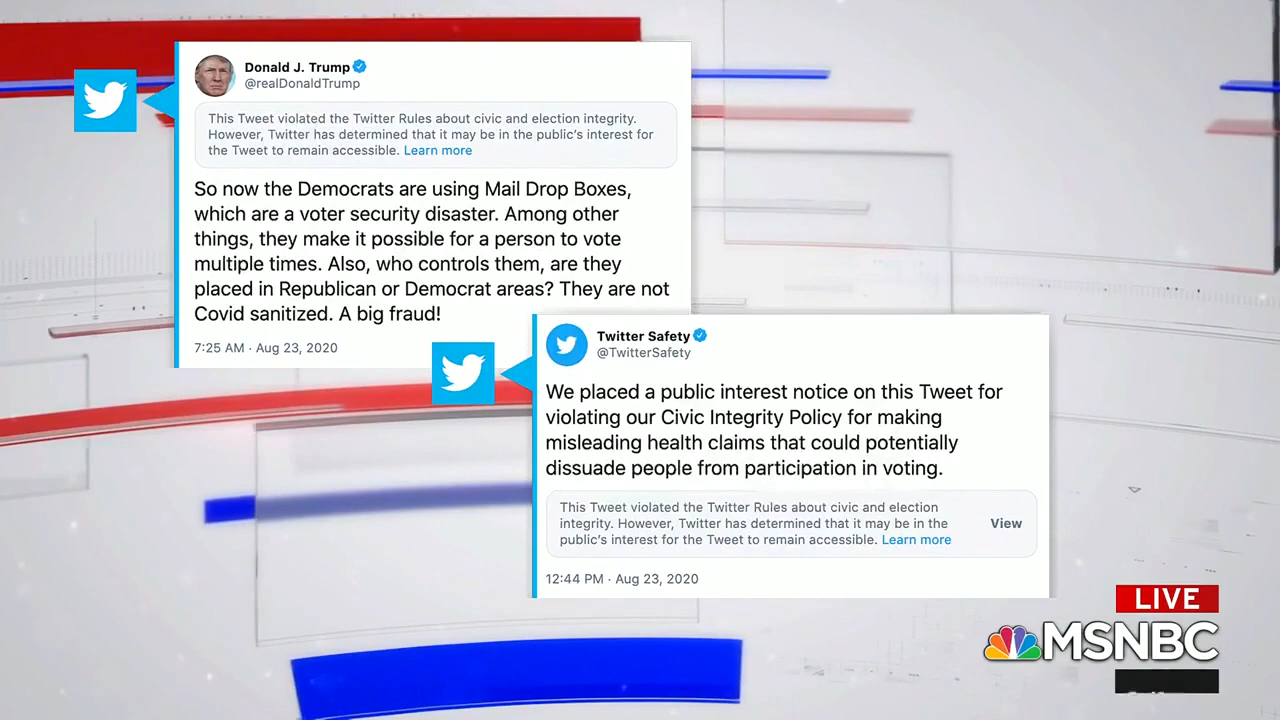 Donald J. Trump
@realDonaldTrump
This Tweet violated the Twitter Rules about civic and election integrity.
However, Twitter has determined that it may be in the public's interest for
the Tweet to remain accessible. Learn more
So now the Democrats are using Mail Drop Boxes,
which are a voter security disaster. Among other
things, they make it possible for a person to vote
multiple times. Also, who controls them, are they
placed in Republican or Democrat areas? They are not
Covid sanitized. A big fraud!
7:25 AM · Aug 23, 2020
Twitter Safety
@TwitterSafety
We placed a public interest notice on this Tweet for
violating our Civic Integrity Policy for making
misleading health claims that could potentially
dissuade people from participation in voting.
This Tweet violated the Twitter Rules about civic and election
integrity. However, Twitter has determined that it may be in the
public's interest for the Tweet to remain accessible. Learn more
View
12:44 PM · Aug 23, 2020
LIVE
MSNBC